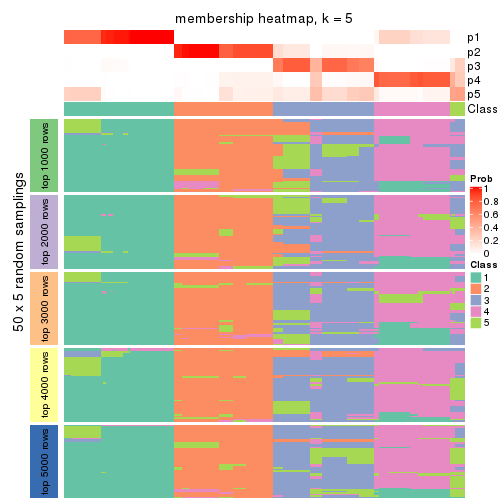 membership heatmap, k = 5
p1
p2
p3
p4
p5
Class
50 x 5 random samplings
top 1000 rows
top 2000 rows
top 3000 rows
top 4000 rows
top 5000 rows
Prob
1
0.8
0.6
0.4
0.2
0
Class
1
2
3
4
5